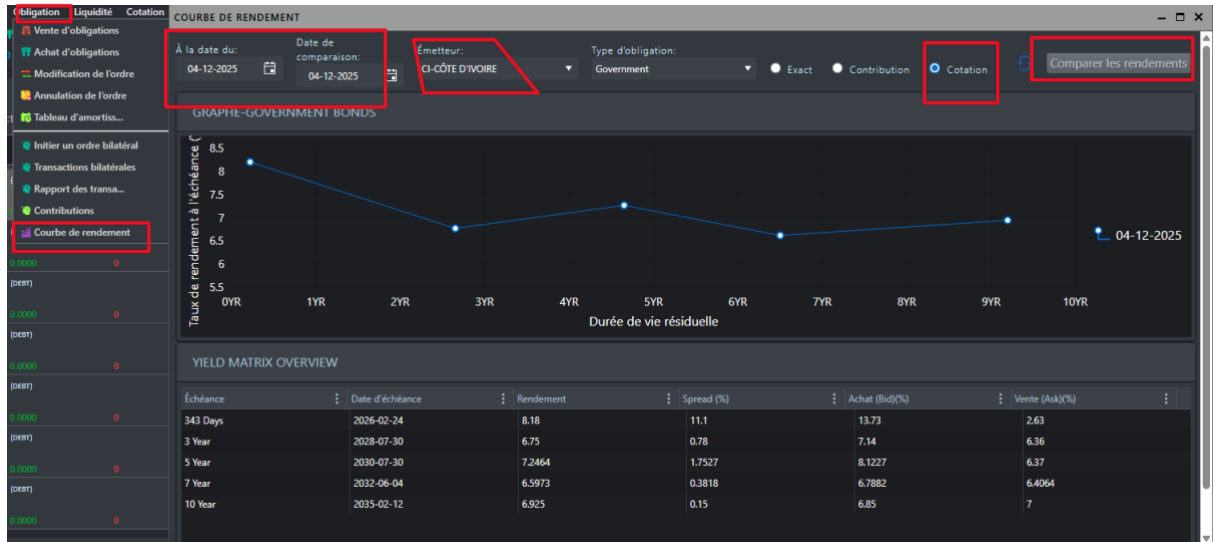 Obligation Liquidité Cotation
Vente d'obligations
Achat d'obligations
Modification de l'ordre
Annulation de l'ordre
Tableau d'amortiss...
Initier un ordre bilatéral
Transactions bilatérales
Rapport des transa...
Contributions
Courbe de rendement
0.0000 0
(DEBT)
0.0000 0
(DEBT)
0.0000 0
(DEBT)
0.0000 0
(DEBT)
0.0000 0
(DEBT)
0.0000 0
COURBE DE RENDEMENT
À la date du:
04-12-2025
Date de
comparaison:
04-12-2025
Émetteur:
CI-CÔTE D'IVOIRE
Type d'obligation:
Government
Exact Contribution Cotation
Comparer les rendements
GRAPHE-GOVERNMENT BONDS
Taux de rendement à l'échéance (
8.5
8
7.5
7
6.5
6
5.5
0YR 1YR 2YR 3YR 4YR 5YR 6YR 7YR 8YR 9YR 10YR
Durée de vie résiduelle
04-12-2025
YIELD MATRIX OVERVIEW
Échéance Date d'échéance Rendement Spread (%) Achat (Bid)(%) Vente (Ask)(%)
343 Days 2026-02-24 8.18 11.1 13.73 2.63
3 Year 2028-07-30 6.75 0.78 7.14 6.36
5 Year 2030-07-30 7.2464 1.7527 8.1227 6.37
7 Year 2032-06-04 6.5973 0.3818 6.7882 6.4064
10 Year 2035-02-12 6.925 0.15 6.85 7